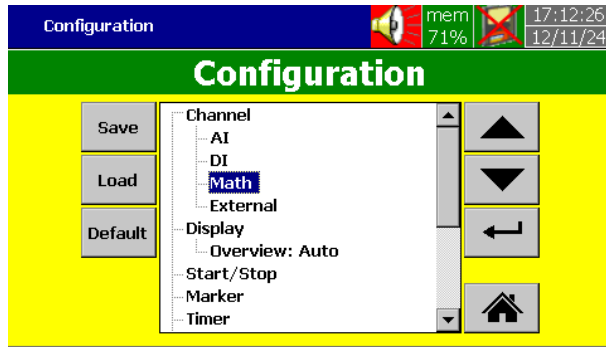 Configuration
mem
71%
17:12:26
12/11/24
Configuration
Save
Load
Default
Channel
AI
DI
Math
External
Display
Overview: Auto
Start/Stop
Marker
Timer